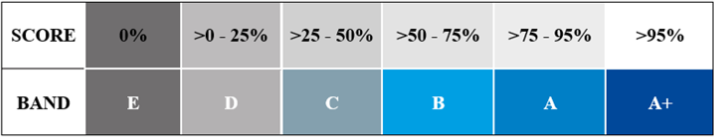 SCORE 0% >0 - 25% >25 - 50% >50 - 75% >75 - 95% >95%
BAND E D C B A A+